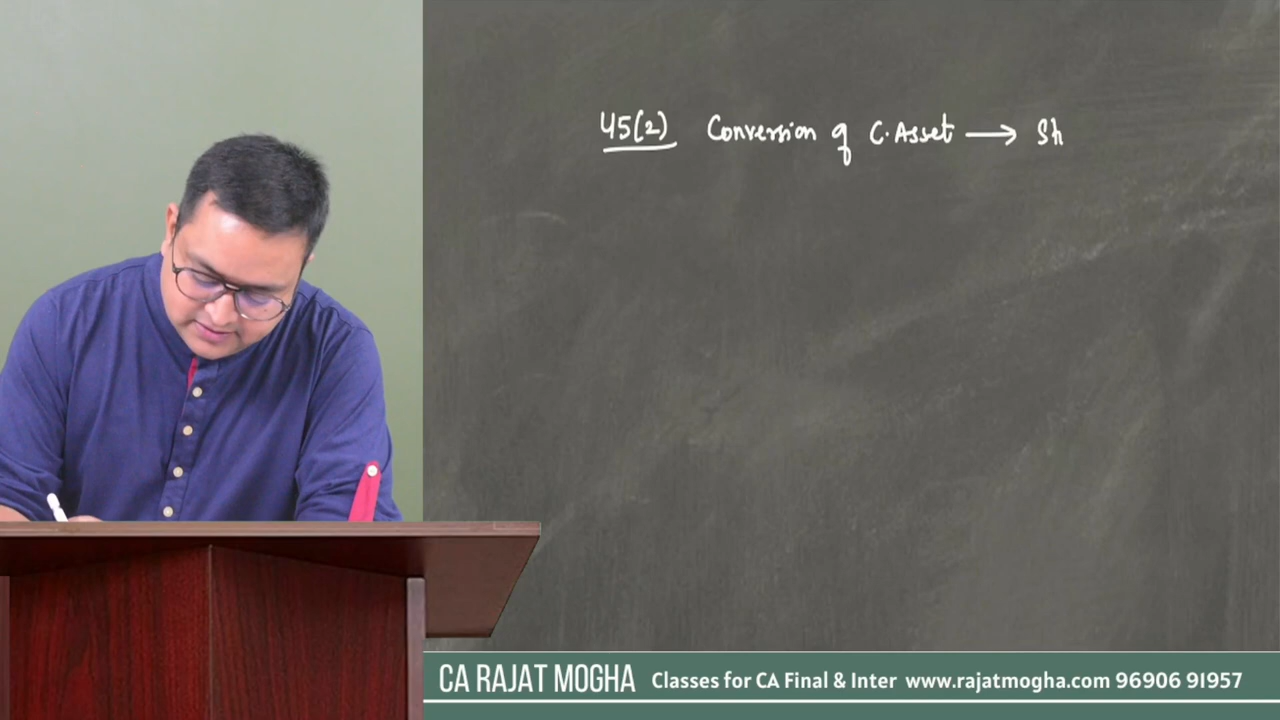 45(2) Conversion of C. Asset → Sh
CA RAJAT MOGHA Classes for CA Final & Inter www.rajatmogha.com 96906 91957